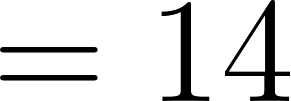 = 14